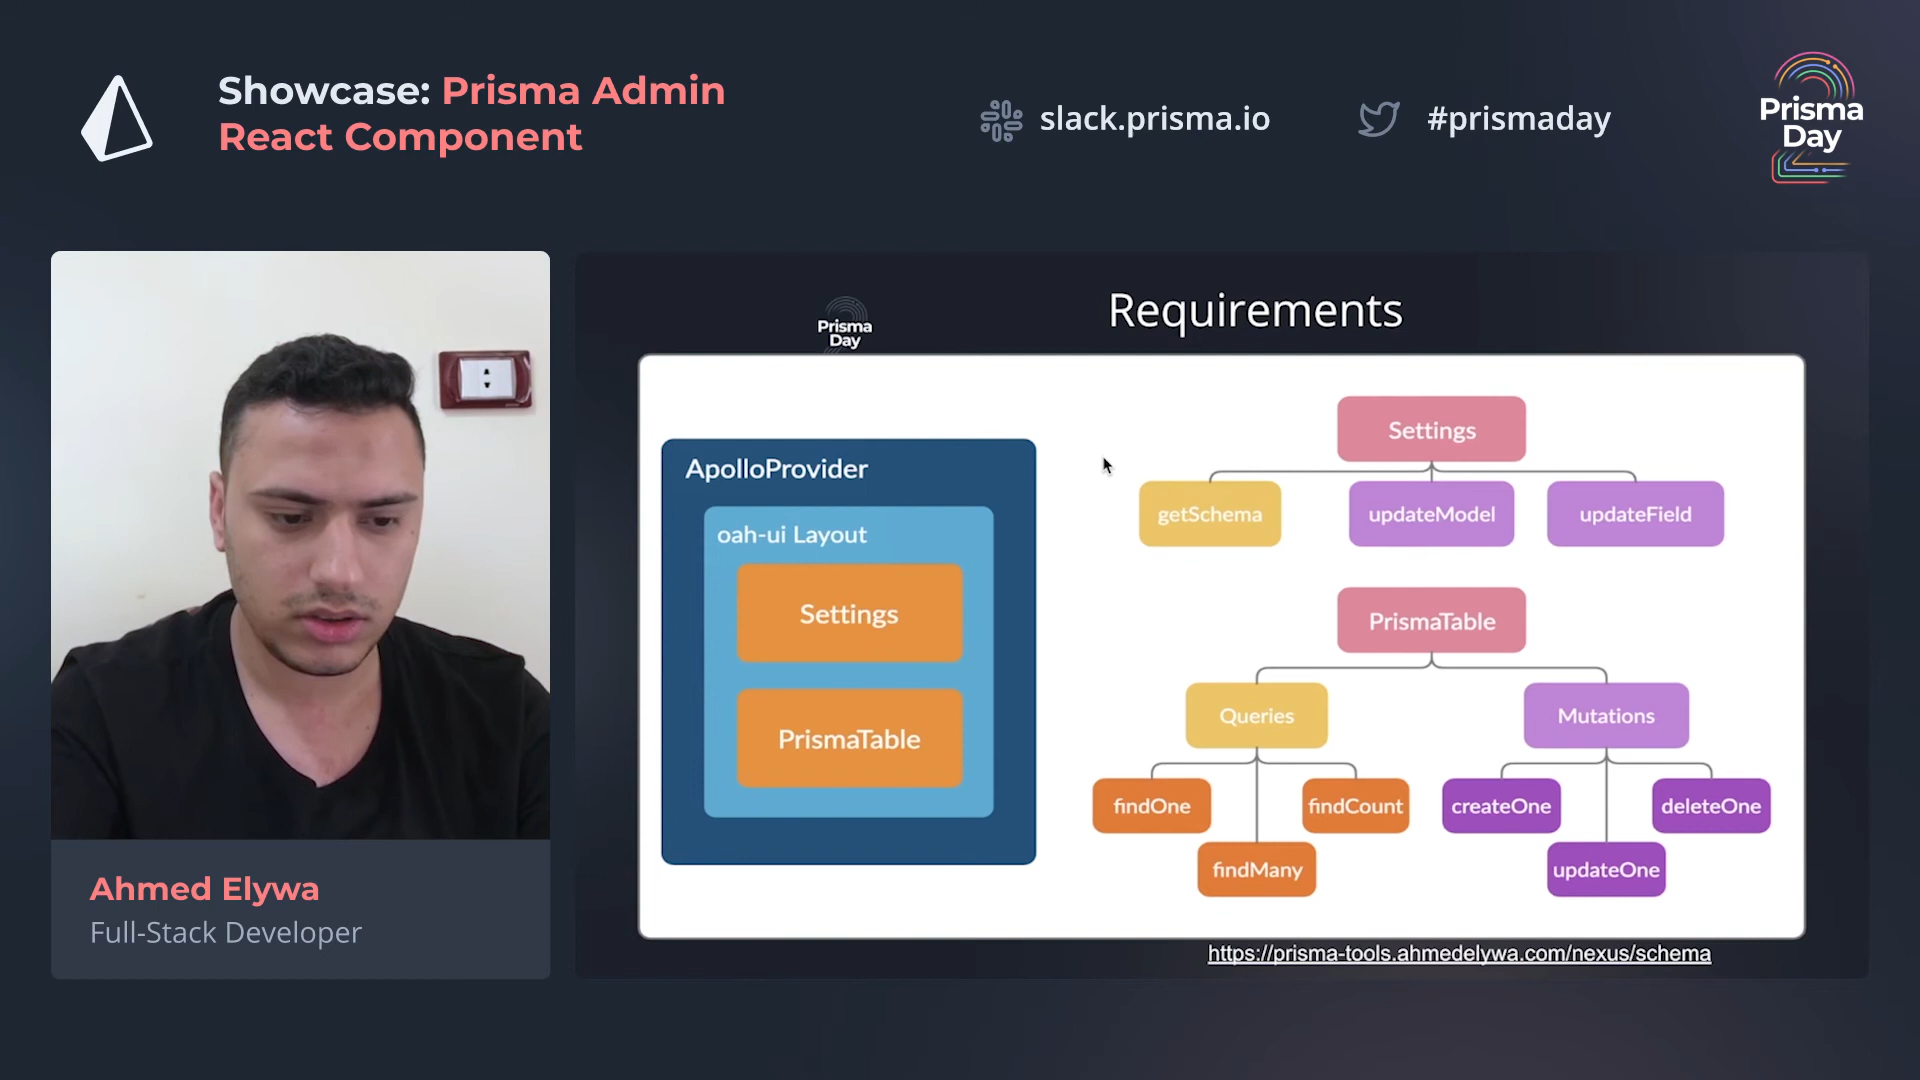 Showcase: Prisma Admin
React Component
slack.prisma.io
#prismaday
Prisma
Day
Ahmed Elywa
Full-Stack Developer
Prisma
Day
Requirements
ApolloProvider
oah-ui Layout
Settings
PrismaTable
Settings
getSchema
updateModel
updateField
PrismaTable
Queries
Mutations
findOne
findCount
createOne
deleteOne
findMany
updateOne
https://prisma-tools.ahmedelywa.com/nexus/schema